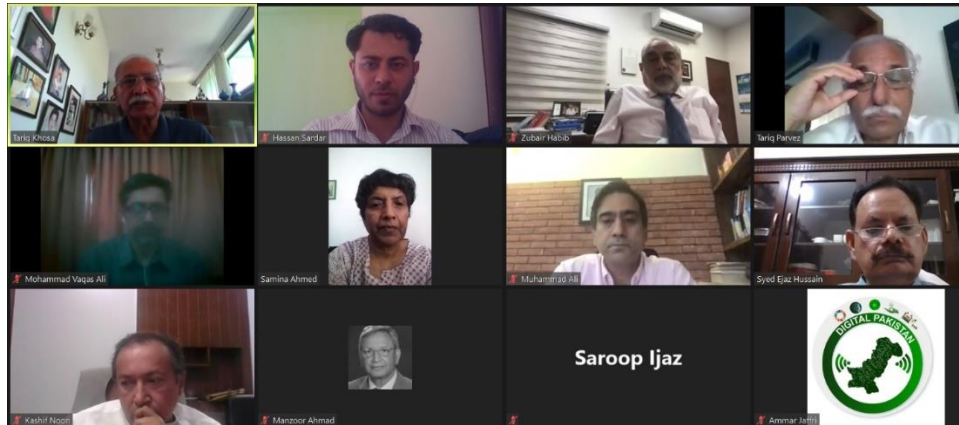 Tariq Khosa
Hassan Sardar
Zubair Habib
Tariq Parvez
Mohammad Vaqas Ali
Samina Ahmed
Muhammad Ali
Syed Ejaz Hussain
Kashif Noon
Manzoor Ahmad
Saroop Ijaz
DIGITAL PAKISTAN
Ammar Jaffri